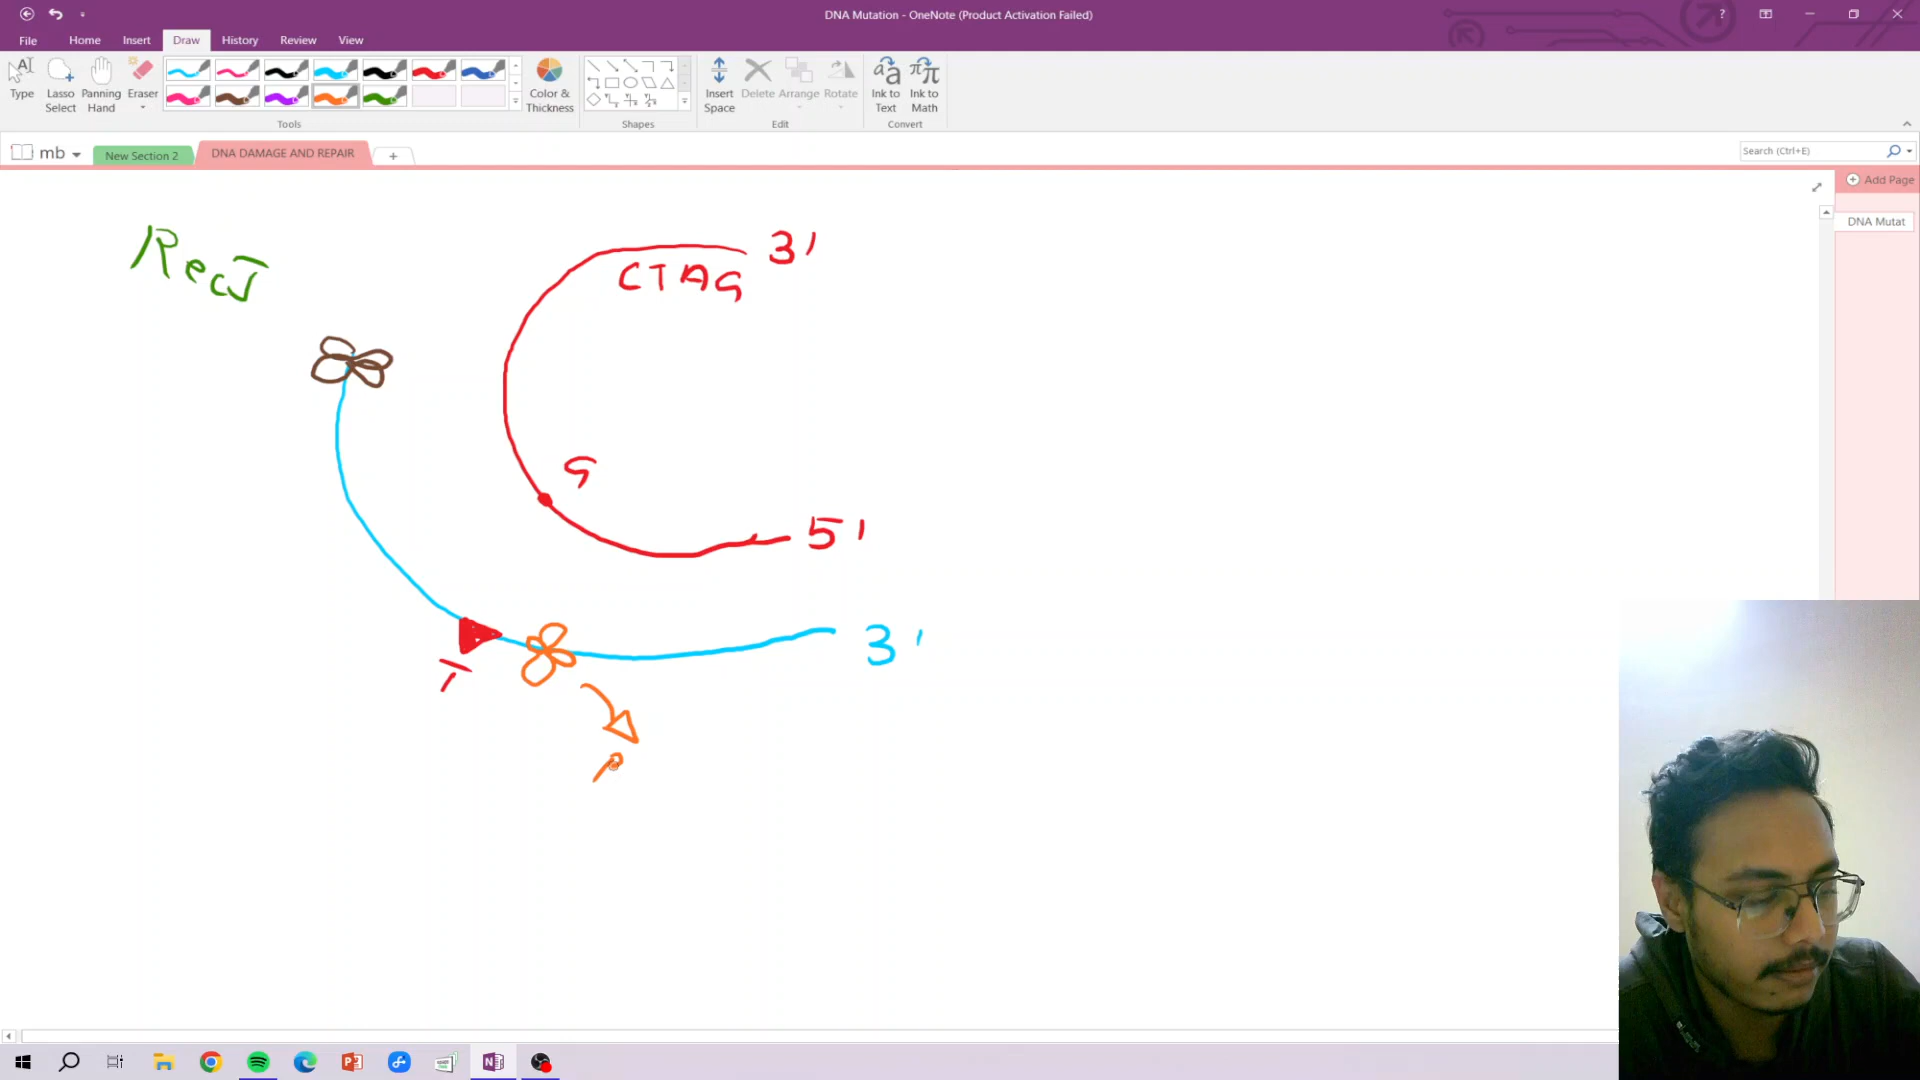 DNA Mutation - OneNote (Product Activation Failed)
?
File Home Insert Draw History Review View
Type
Lasso Select
Panning Hand
Eraser
Color & Thickness
Insert Space
Delete
Arrange
Rotate
Ink to Text
Ink to Math
Tools
Shapes
Edit
Convert
mb
New Section 2
DNA DAMAGE AND REPAIR
Search (Ctrl+E)
Add Page
DNA Mutat
RecJ
3'
CTAG
G
5'
3'
T